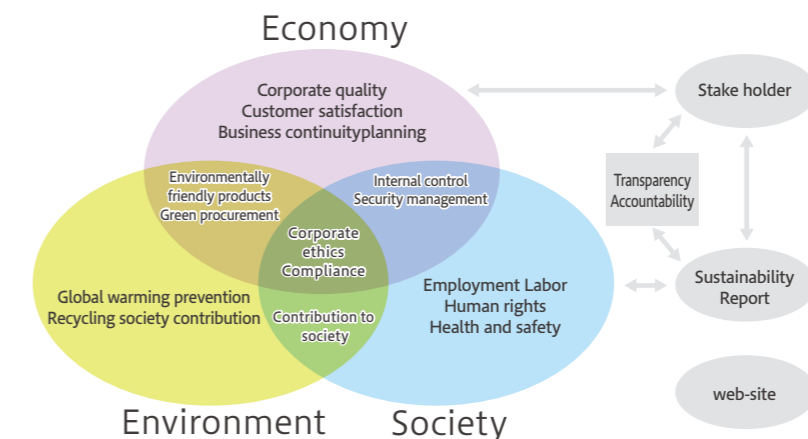 Economy
Corporate quality
Customer satisfaction
Business continuityplanning
Environmentally
friendly products
Green procurement
Internal control
Security management
Corporate
ethics
Compliance
Global warming prevention
Recycling society contribution
Contribution to
society
Employment Labor
Human rights
Health and safety
Environment
Society
Stake holder
Transparency
Accountability
Sustainability
Report
web-site